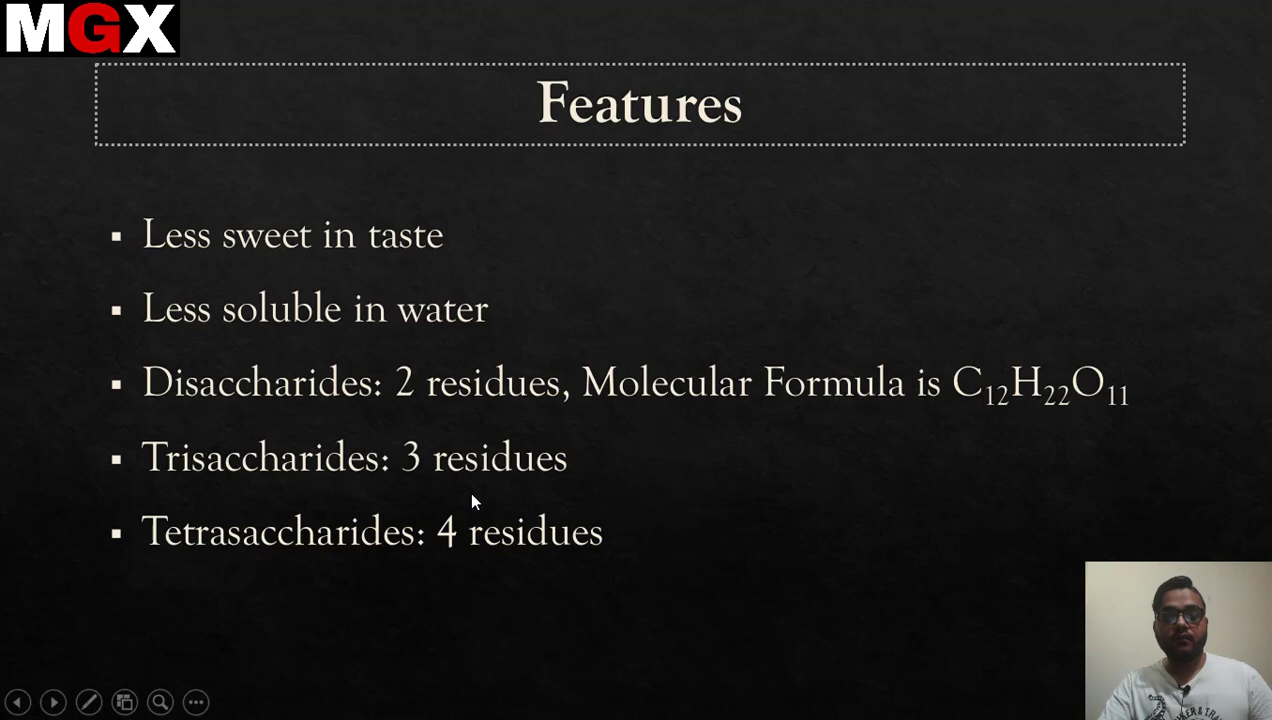 MGX
Features
▪ Less sweet in taste
▪ Less soluble in water
▪ Disaccharides: 2 residues, Molecular Formula is C₁₂H₂₂O₁₁
▪ Trisaccharides: 3 residues
▪ Tetrasaccharides: 4 residues